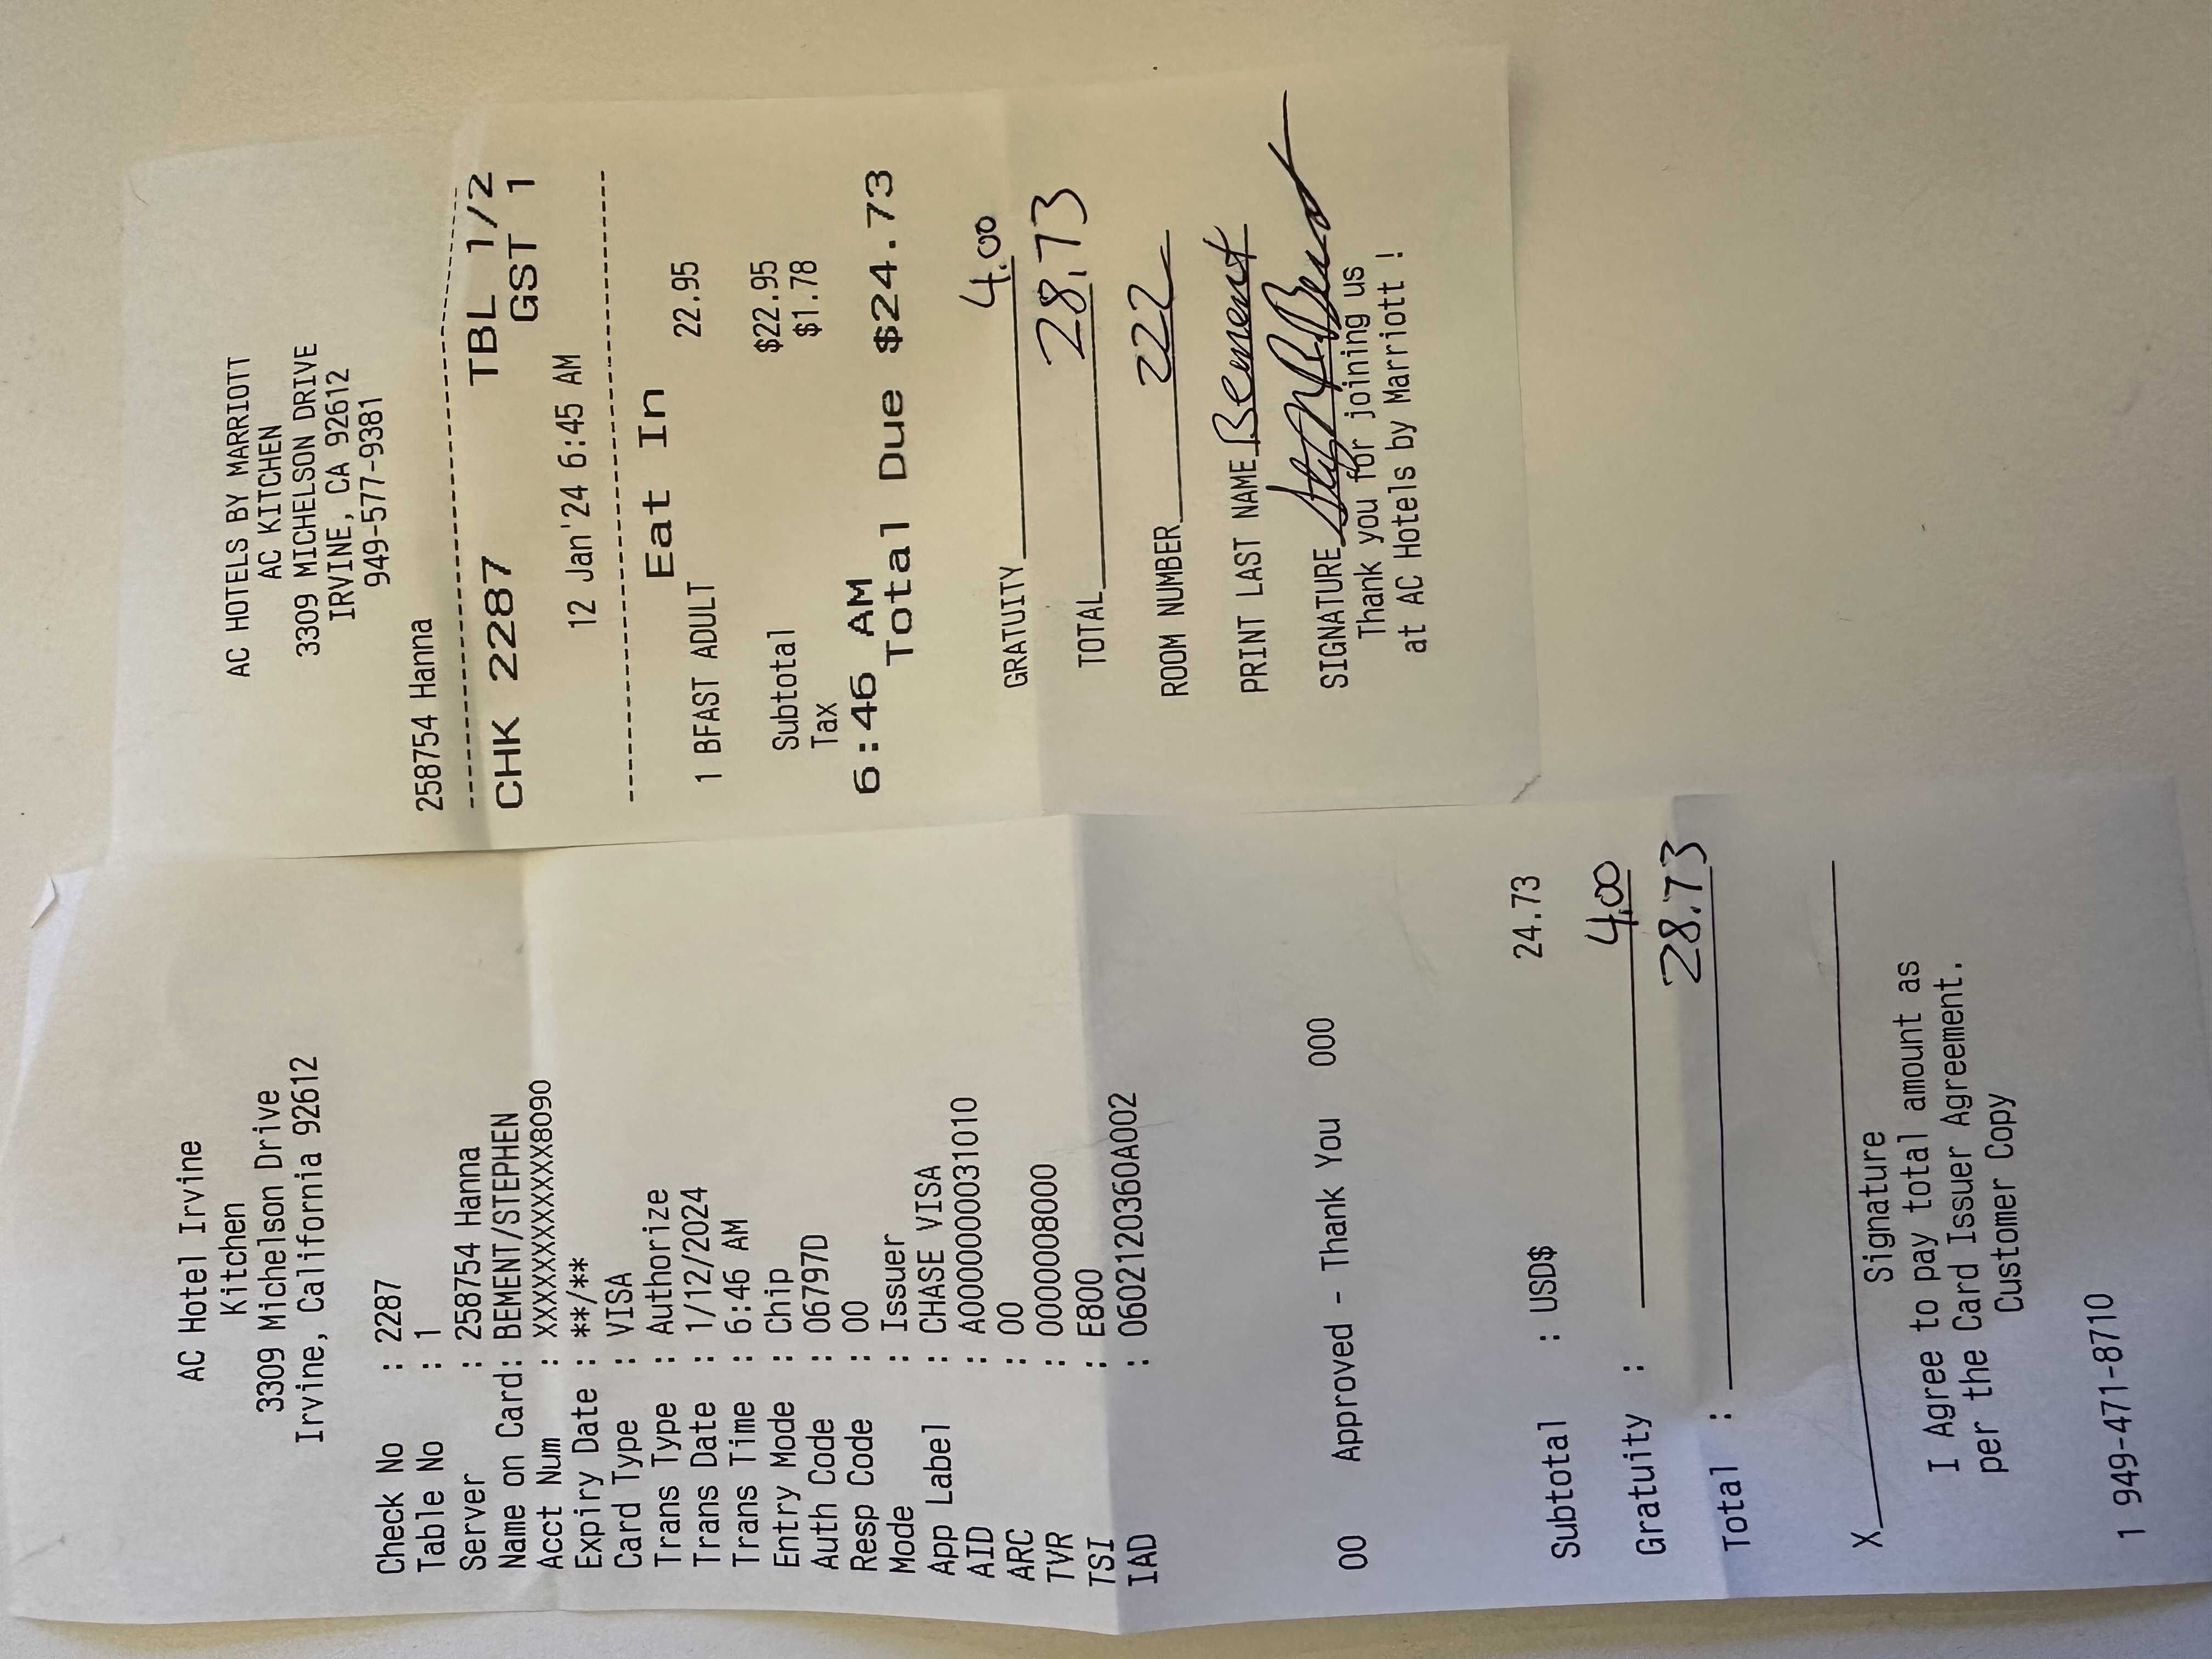 AC Hotel Irvine
Kitchen
3309 Michelson Drive
Irvine, California 92612
Check No : 2287
Table No : 1
Server : 258754 Hanna
Name on Card: BEMENT/STEPHEN
Acct Num : XXXXXXXXXXXX8090
Expiry Date : **/**
Card Type : VISA
Trans Type : Authorize
Trans Date : 1/12/2024
Trans Time : 6:46 AM
Entry Mode : Chip
Auth Code : 06797D
Resp Code : 00
Mode : Issuer
App Label : CHASE VISA
AID : A0000000031010
ARC : 00
TVR : 0000008000
TSI : E800
IAD : 0602120360A002
00 Approved - Thank You 000
Subtotal : USD$ 24.73
Gratuity : 4.00
Total : 28.73
X
Signature
I Agree to pay total amount as
per the Card Issuer Agreement.
Customer Copy
1 949-471-8710
AC HOTELS BY MARRIOTT
AC KITCHEN
3309 MICHELSON DRIVE
IRVINE, CA 92612
949-577-9381
258754 Hanna
CHK 2287 TBL 1/2
GST 1
12 Jan'24 6:45 AM
Eat In
1 BFAST ADULT 22.95
Subtotal $22.95
Tax $1.78
6:46 AM
Total Due $24.73
GRATUITY 4.00
TOTAL 28.73
ROOM NUMBER 222
PRINT LAST NAME Bement
SIGNATURE
Thank you for joining us
at AC Hotels by Marriott !